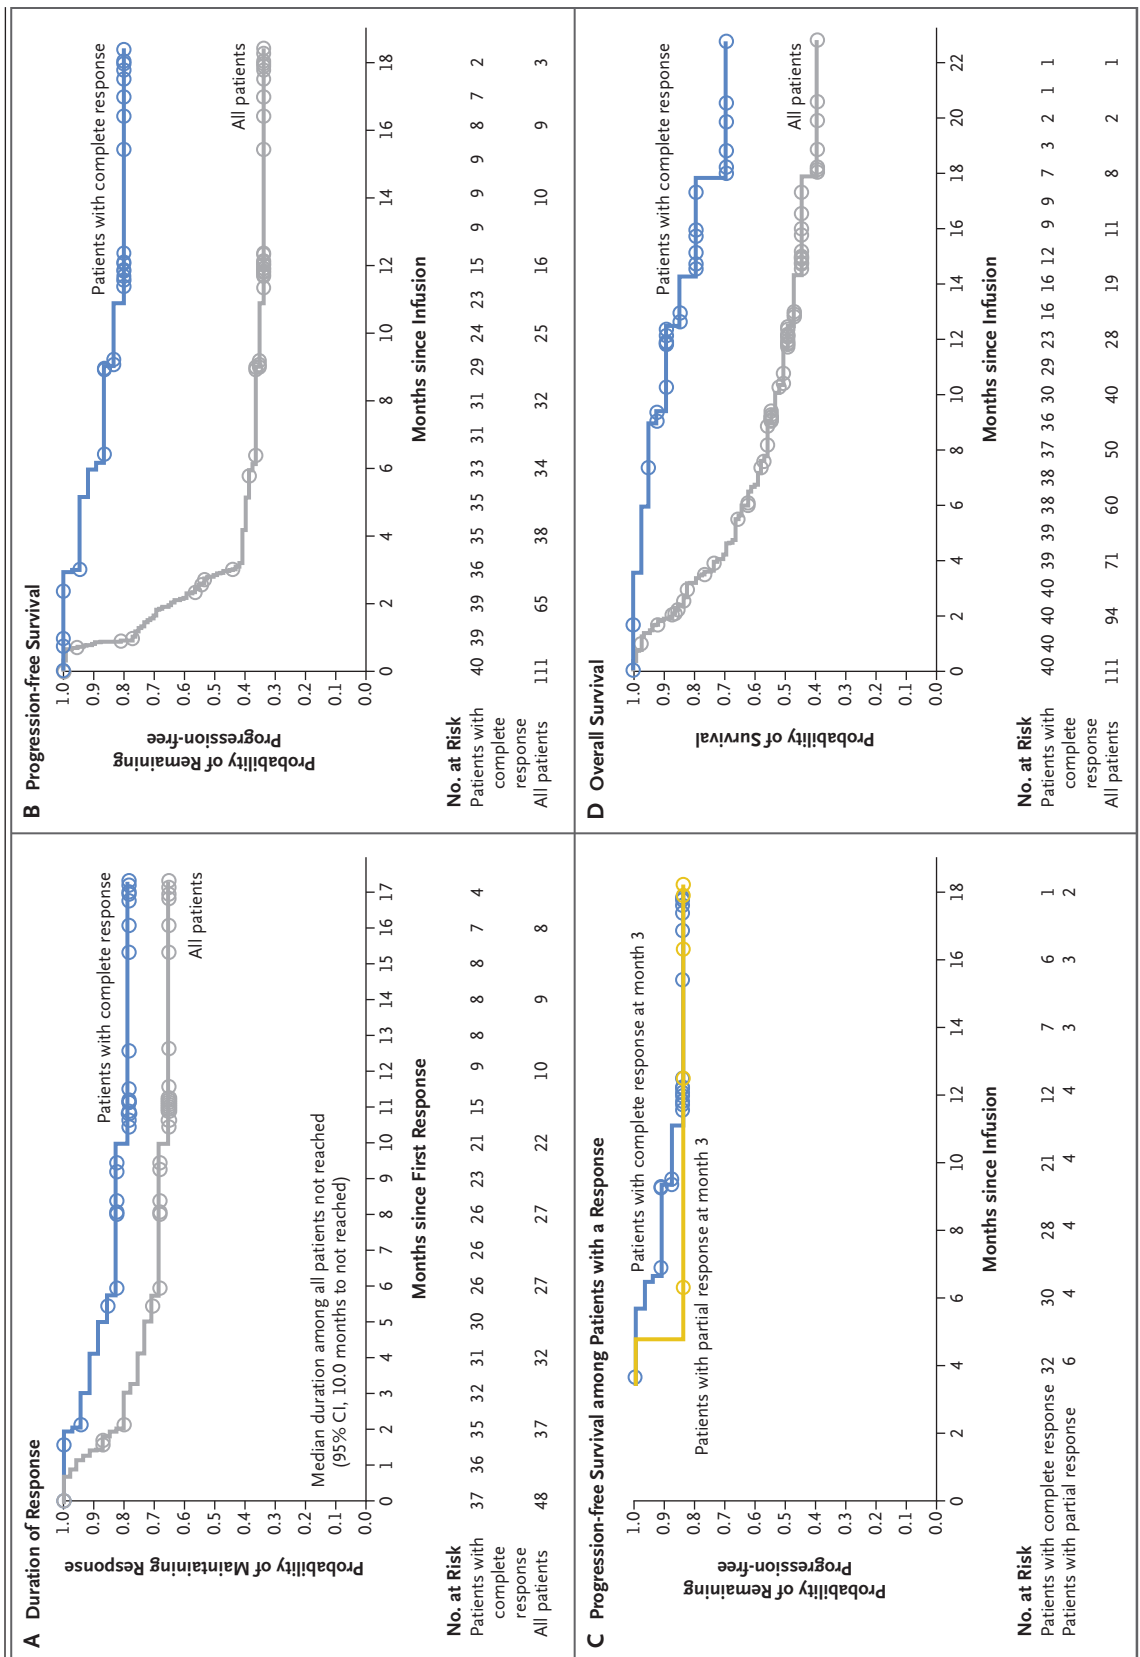 A Duration of Response
Probability of Maintaining Response
1.0
0.9
0.8
0.7
0.6
0.5
0.4
0.3
0.2
0.1
0.0
Patients with complete response
All patients
Median duration among all patients not reached
(95% CI, 10.0 months to not reached)
0 1 2 3 4 5 6 7 8 9 10 11 12 13 14 15 16 17
Months since First Response
No. at Risk
Patients with
complete
response
37 36 35 32 31 30 26 26 26 23 21 15 9 8 8 8 7 4
All patients 48 37 32 27 27 22 10 9 8
B Progression-free Survival
Probability of Remaining
Progression-free
1.0
0.9
0.8
0.7
0.6
0.5
0.4
0.3
0.2
0.1
0.0
Patients with complete response
All patients
0 2 4 6 8 10 12 14 16 18
Months since Infusion
No. at Risk
Patients with
complete
response
40 39 39 36 35 35 33 31 31 29 24 23 15 9 9 9 8 7 2
All patients 111 65 38 34 32 25 16 10 9 3
C Progression-free Survival among Patients with a Response
Probability of Remaining
Progression-free
1.0
0.9
0.8
0.7
0.6
0.5
0.4
0.3
0.2
0.1
0.0
Patients with complete response at month 3
Patients with partial response at month 3
0 2 4 6 8 10 12 14 16 18
Months since Infusion
No. at Risk
Patients with complete response 32 30 28 21 12 7 6 1
Patients with partial response 6 4 4 4 4 3 3 2
D Overall Survival
Probability of Survival
1.0
0.9
0.8
0.7
0.6
0.5
0.4
0.3
0.2
0.1
0.0
Patients with complete response
All patients
0 2 4 6 8 10 12 14 16 18 20 22
Months since Infusion
No. at Risk
Patients with
complete
response
40 40 40 40 39 39 38 38 37 36 30 29 23 16 16 12 9 9 7 3 2 1 1
All patients 111 94 71 60 50 40 28 19 11 8 2 1